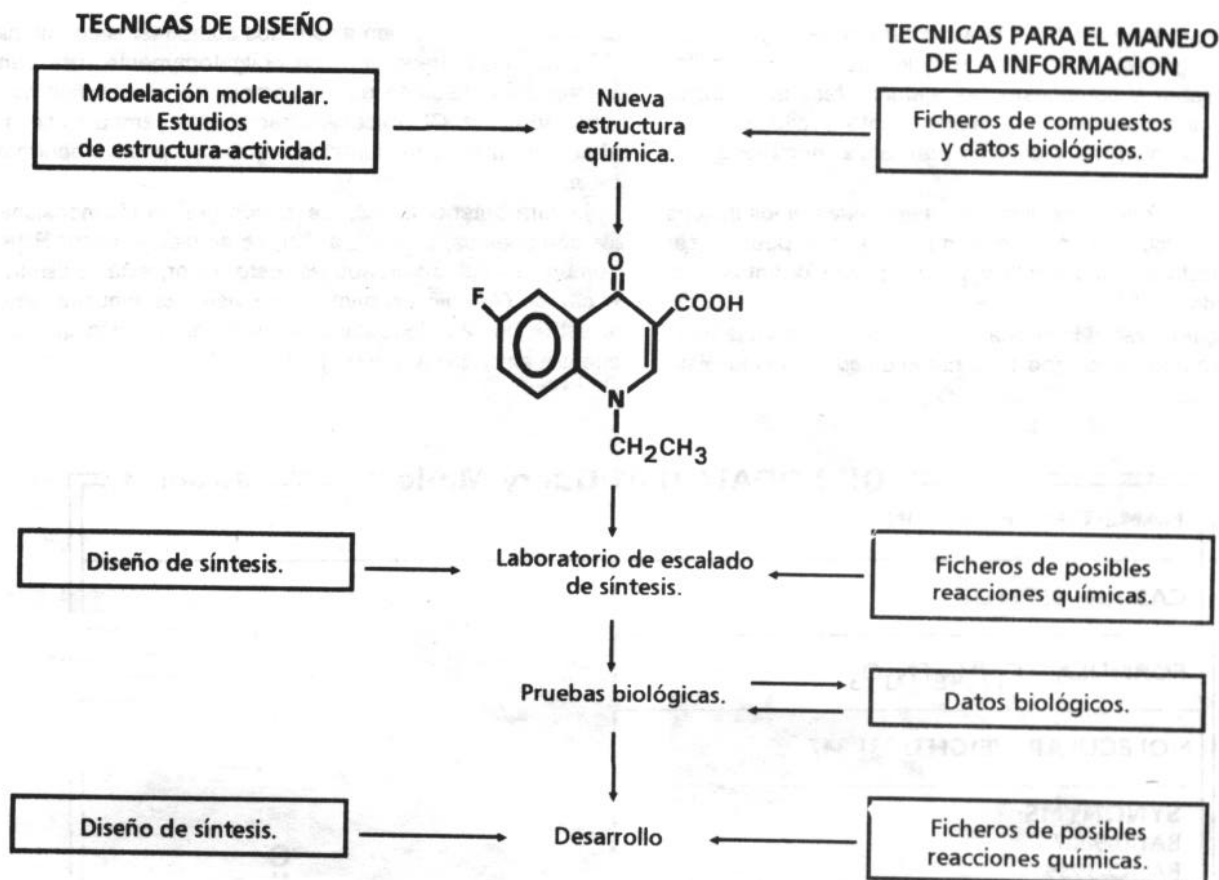 TECNICAS DE DISEÑO
TECNICAS PARA EL MANEJO
DE LA INFORMACION
Modelación molecular.
Estudios
de estructura-actividad.
Nueva
estructura
química.
Ficheros de compuestos
y datos biológicos.
O
F
COOH
N
CH2CH3
Diseño de síntesis.
Laboratorio de escalado
de síntesis.
Ficheros de posibles
reacciones químicas.
Pruebas biológicas.
Datos biológicos.
Diseño de síntesis.
Desarrollo
Ficheros de posibles
reacciones químicas.